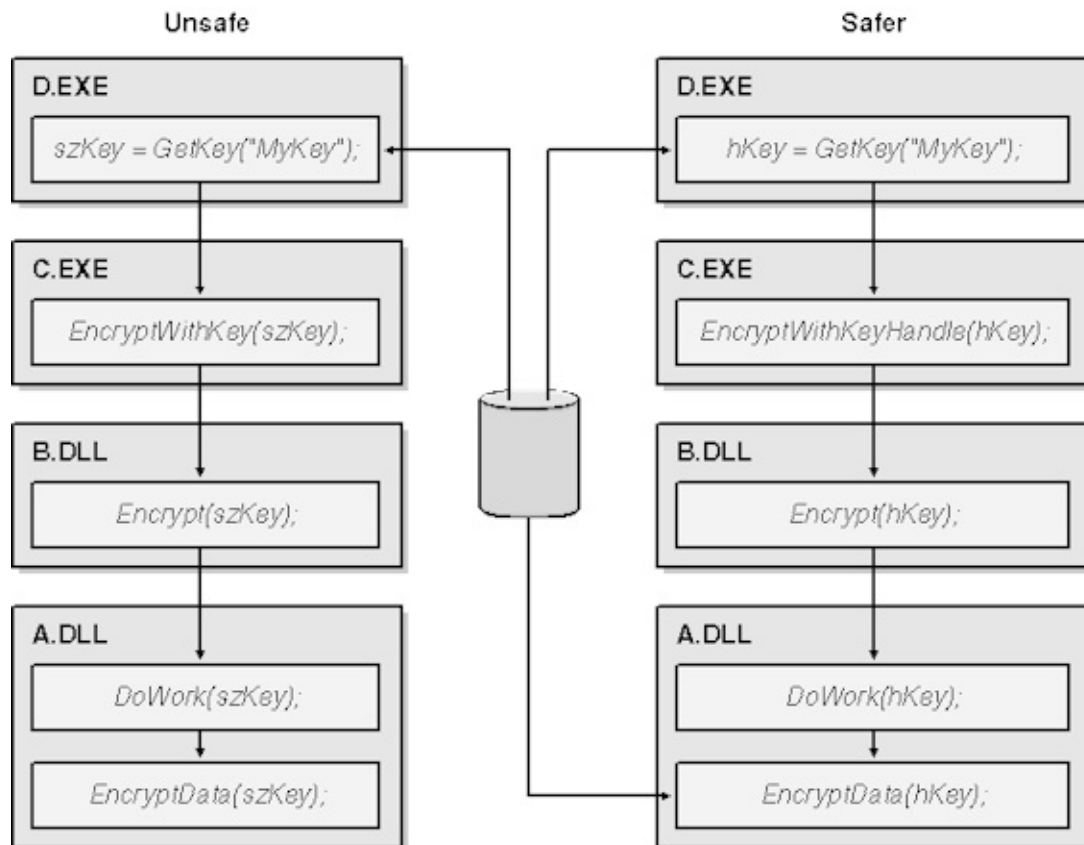 Unsafe
D.EXE
szKey = GetKey("MyKey");
C.EXE
EncryptWithKey(szKey);
B.DLL
Encrypt(szKey);
A.DLL
DoWork(szKey);
EncryptData(szKey);
Safer
D.EXE
hKey = GetKey("MyKey");
C.EXE
EncryptWithKeyHandle(hKey);
B.DLL
Encrypt(hKey);
A.DLL
DoWork(hKey);
EncryptData(hKey);